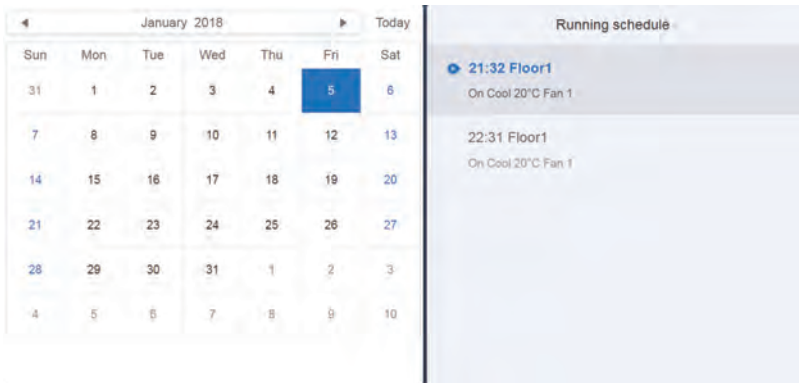 January 2018
Today
Sun Mon Tue Wed Thu Fri Sat
31 1 2 3 4 5 6
7 8 9 10 11 12 13
14 15 16 17 18 19 20
21 22 23 24 25 26 27
28 29 30 31 1 2 3
4 5 6 7 8 9 10
Running schedule
21:32 Floor1
On Cool 20°C Fan 1
22:31 Floor1
On Cool 20°C Fan 1